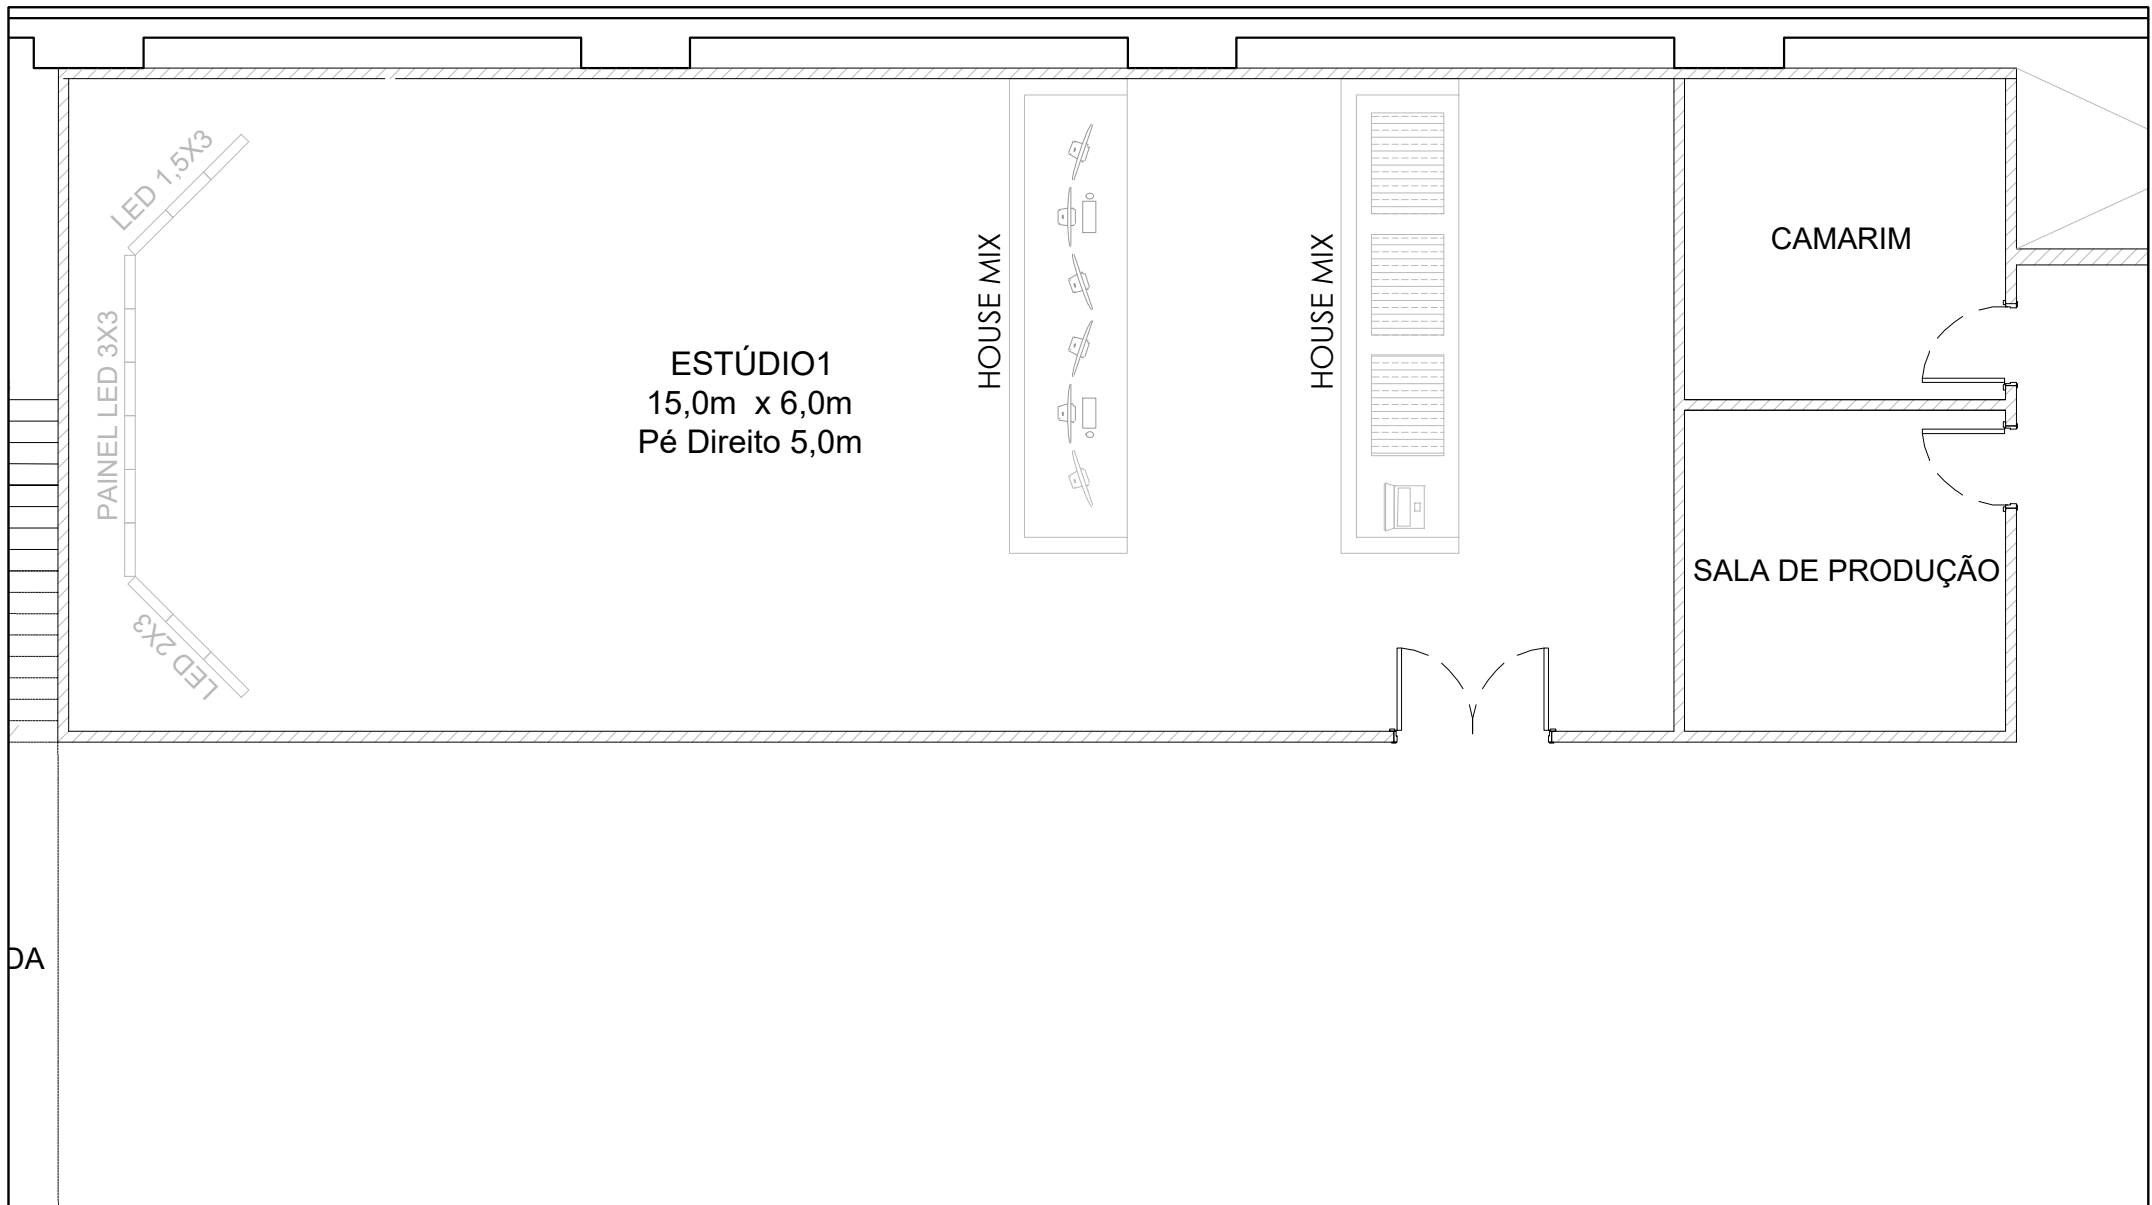 LED 1,5X3
PAINEL LED 3X3
LED 2X3
ESTÚDIO1
15,0m x 6,0m
Pé Direito 5,0m
HOUSE MIX
HOUSE MIX
CAMARIM
SALA DE PRODUÇÃO
DA